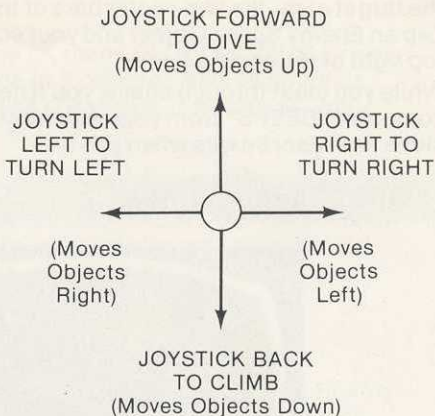 JOYSTICK FORWARD
TO DIVE
(Moves Objects Up)
JOYSTICK
LEFT TO
TURN LEFT
JOYSTICK
RIGHT TO
TURN RIGHT
(Moves
Objects
Right)
(Moves
Objects
Left)
JOYSTICK BACK
TO CLIMB
(Moves Objects Down)